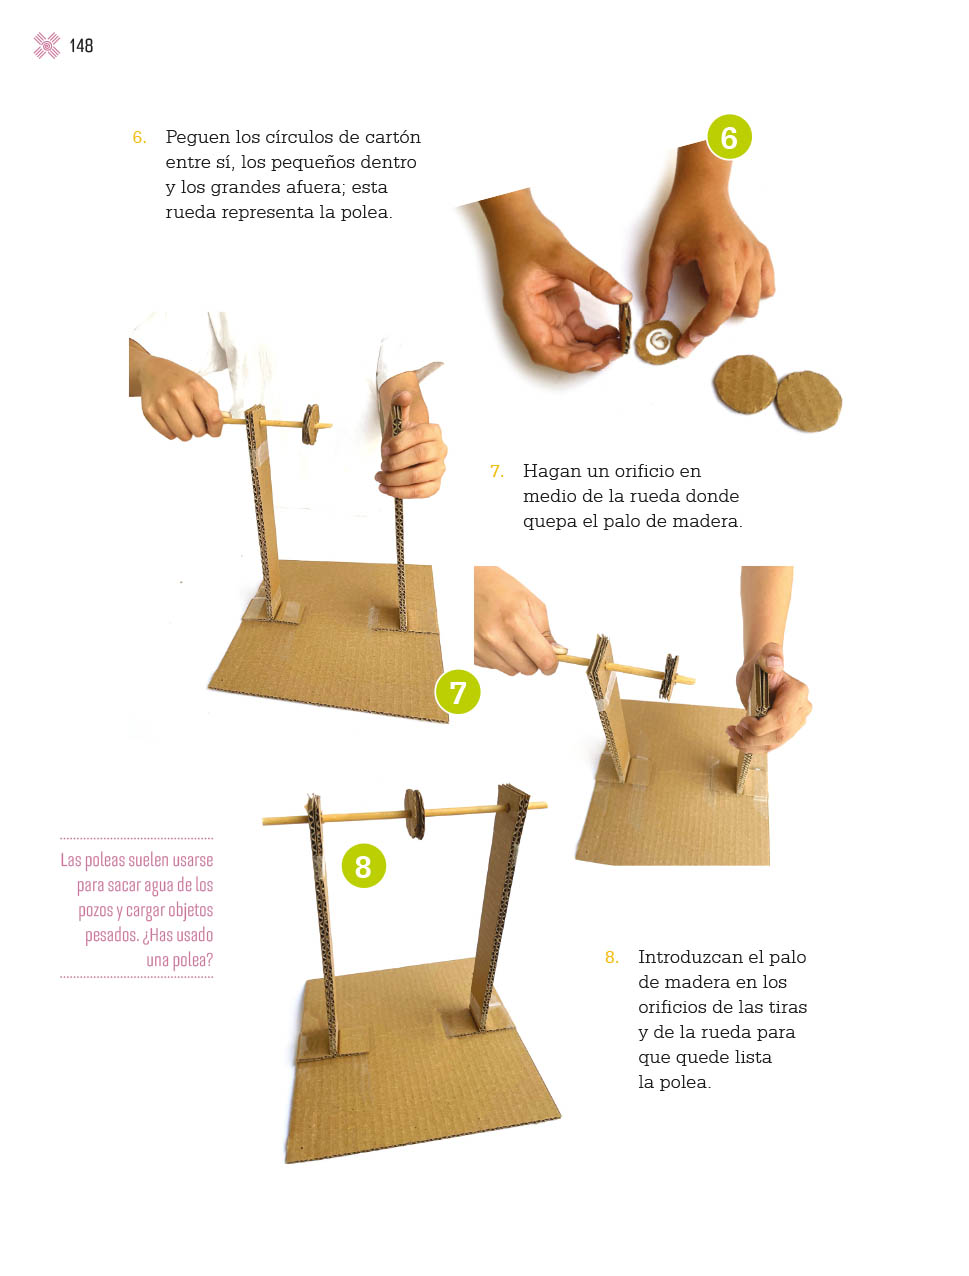 148
6. Peguen los círculos de cartón
entre sí, los pequeños dentro
y los grandes afuera; esta
rueda representa la polea.
6
7. Hagan un orificio en
medio de la rueda donde
quepa el palo de madera.
7
8
Las poleas suelen usarse
para sacar agua de los
pozos y cargar objetos
pesados. ¿Has usado
una polea?
8. Introduzcan el palo
de madera en los
orificios de las tiras
y de la rueda para
que quede lista
la polea.